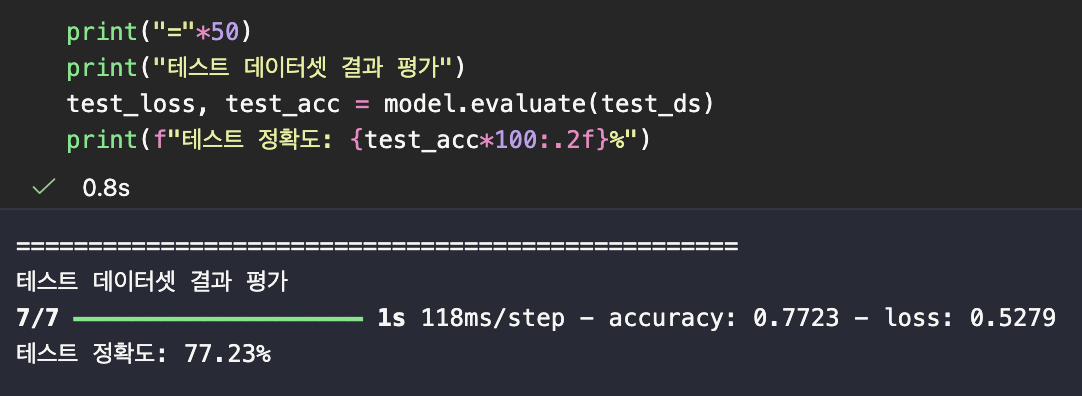 print("="*50)
print("테스트 데이터셋 결과 평가")
test_loss, test_acc = model.evaluate(test_ds)
print(f"테스트 정확도: {test_acc*100:.2f}%")
0.8s
==================================================
테스트 데이터셋 결과 평가
7/7 ━━━━━━━━━━━━━━━━━━━━ 1s 118ms/step - accuracy: 0.7723 - loss: 0.5279
테스트 정확도: 77.23%